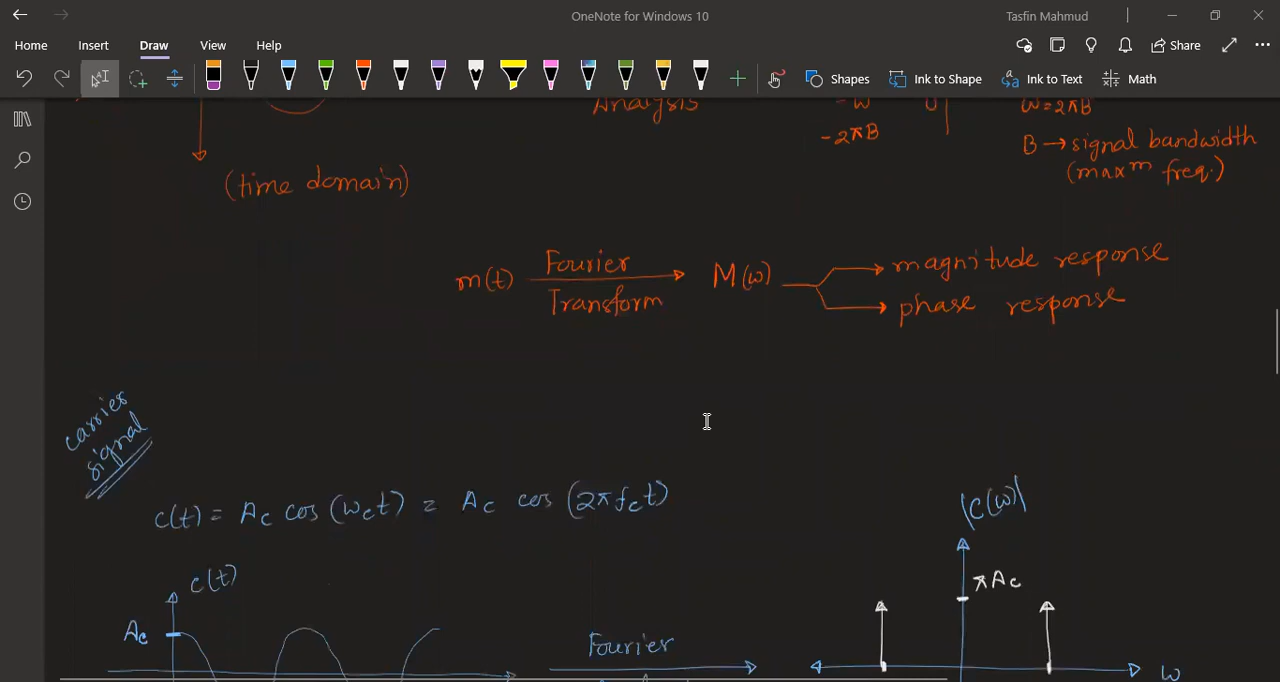 OneNote for Windows 10
Tasfin Mahmud
Home Insert Draw View Help
Share
Shapes Ink to Shape Ink to Text Math
Analysis
-W
0
W=2πB
-2πB
B → signal bandwidth
(max^m freq.)
(time domain)
m(t) Fourier Transform M(ω)
magnitude response
phase response
carrier
signal
c(t) = Ac cos (ωct) = Ac cos (2πfct)
|C(ω)|
c(t)
πAc
Ac
Fourier
ω